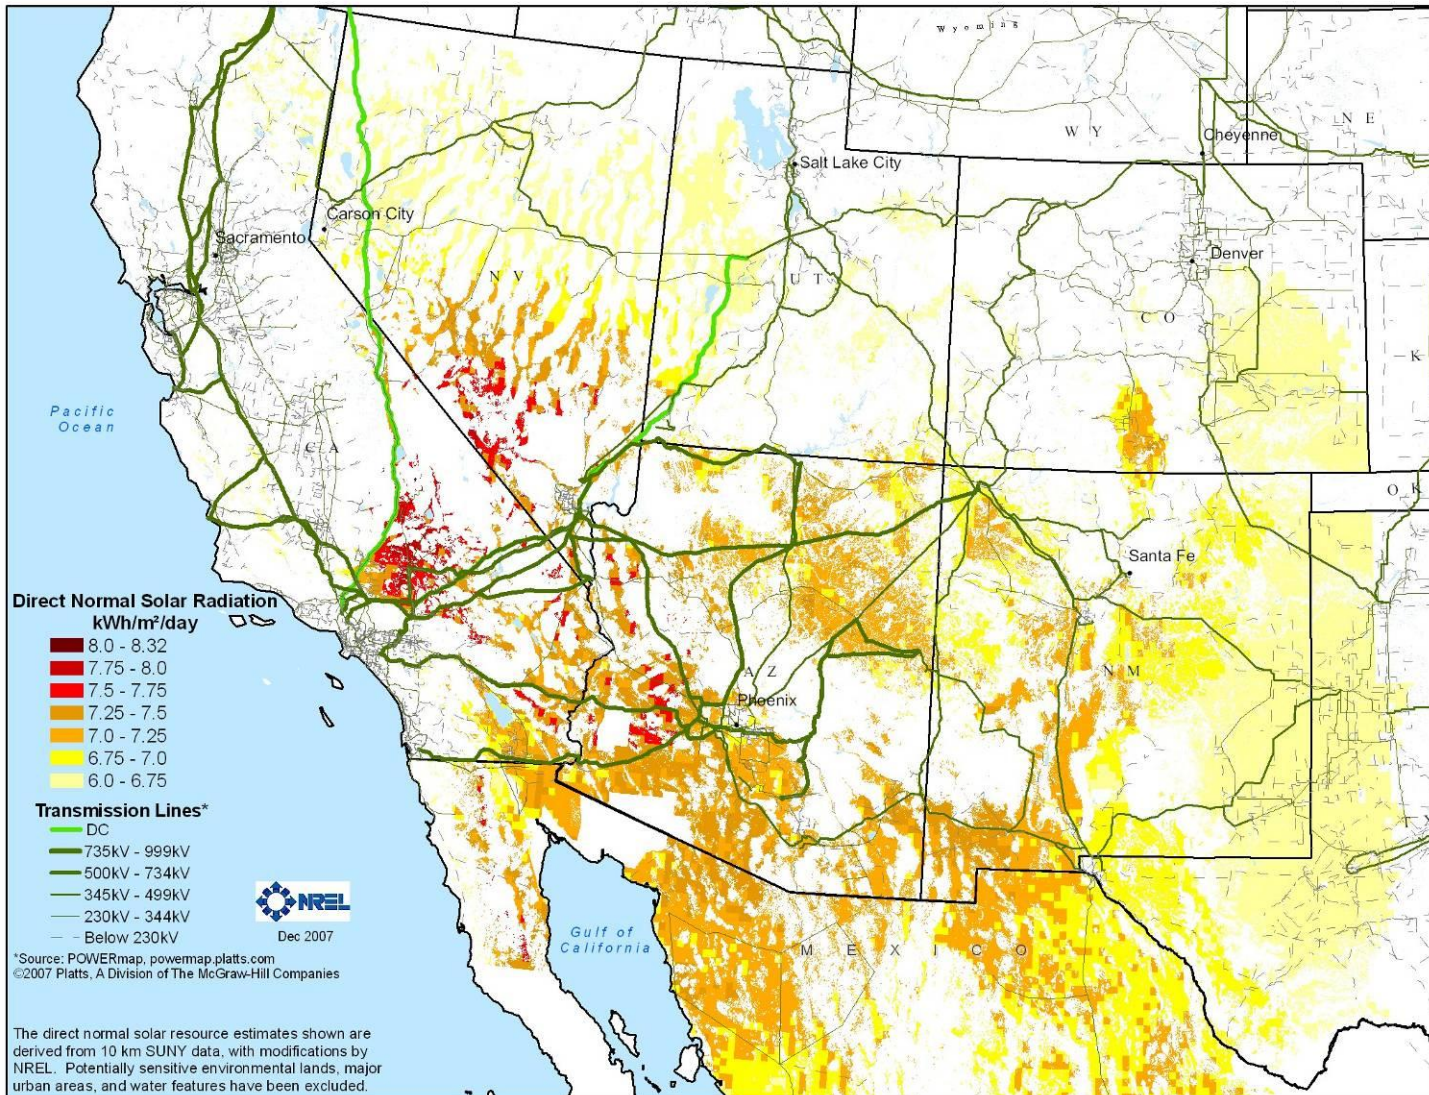 Wyoming
WY
Cheyenne
NE
Salt Lake City
Carson City
Sacramento
Denver
NV
UT
CO
K
Pacific
Ocean
CA
OK
Santa Fe
Direct Normal Solar Radiation
kWh/m²/day
8.0 - 8.32
7.75 - 8.0
7.5 - 7.75
7.25 - 7.5
7.0 - 7.25
6.75 - 7.0
6.0 - 6.75
AZ
NM
Phoenix
Transmission Lines*
DC
735kV - 999kV
500kV - 734kV
345kV - 499kV
230kV - 344kV
Below 230kV
NREL
Dec 2007
Gulf of
California
MEXICO
*Source: POWERmap, powermap.platts.com
©2007 Platts, A Division of The McGraw-Hill Companies
The direct normal solar resource estimates shown are
derived from 10 km SUNY data, with modifications by
NREL. Potentially sensitive environmental lands, major
urban areas, and water features have been excluded.